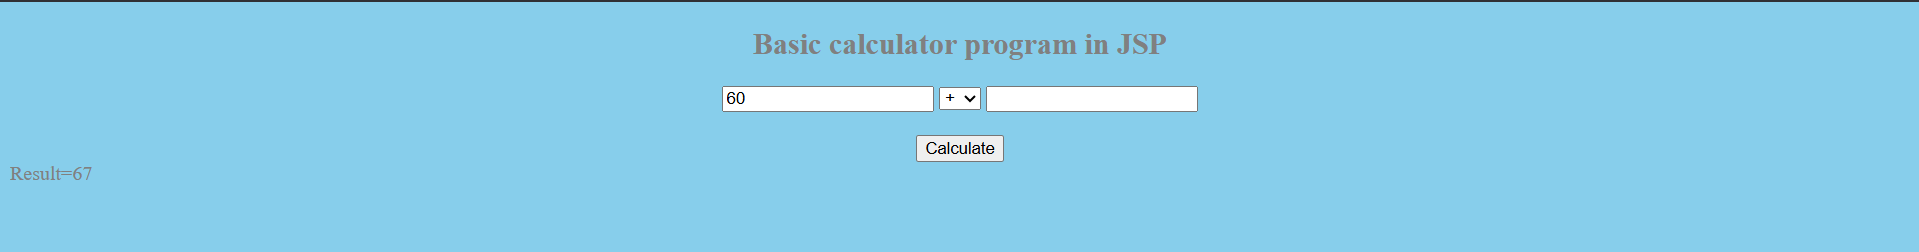 Basic calculator program in JSP
60 +
Calculate
Result=67